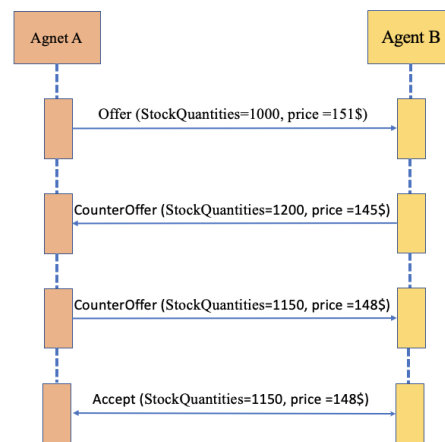 Agnet A
Agent B
Offer (StockQuantities=1000, price =151$)
CounterOffer (StockQuantities=1200, price =145$)
CounterOffer (StockQuantities=1150, price =148$)
Accept (StockQuantities=1150, price =148$)